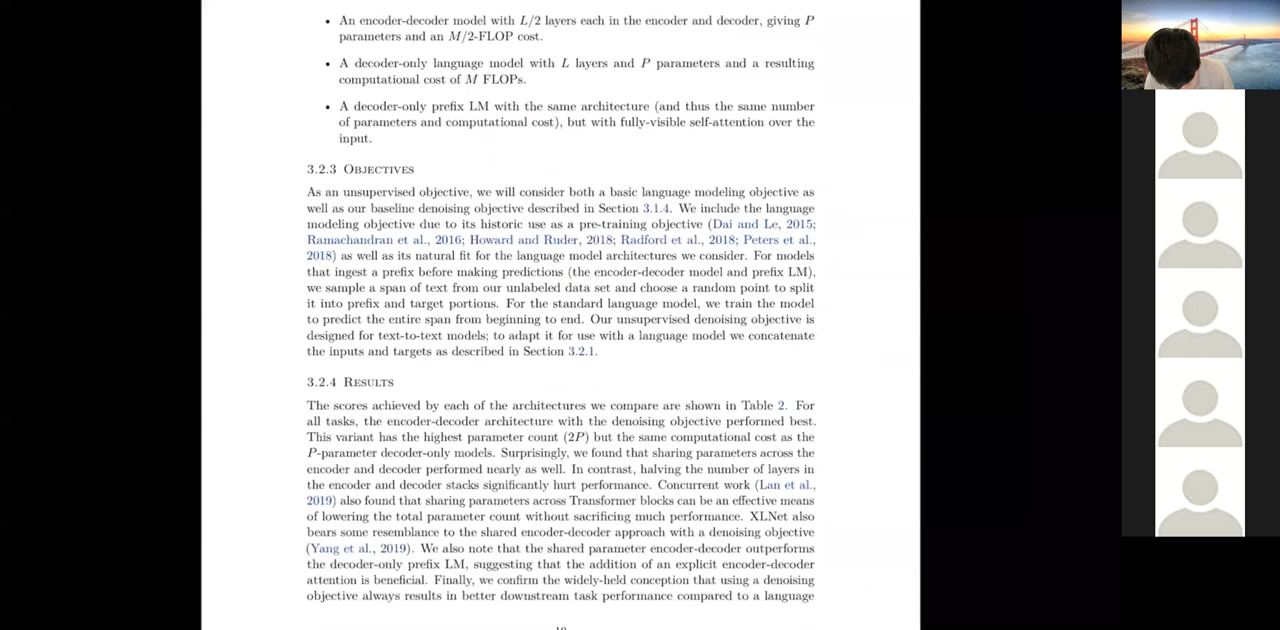 • An encoder-decoder model with L/2 layers each in the encoder and decoder, giving P
parameters and an M/2-FLOP cost.
• A decoder-only language model with L layers and P parameters and a resulting
computational cost of M FLOPs.
• A decoder-only prefix LM with the same architecture (and thus the same number
of parameters and computational cost), but with fully-visible self-attention over the
input.
3.2.3 Objectives
As an unsupervised objective, we will consider both a basic language modeling objective as
well as our baseline denoising objective described in Section 3.1.4. We include the language
modeling objective due to its historic use as a pre-training objective (Dai and Le, 2015;
Ramachandran et al., 2016; Howard and Ruder, 2018; Radford et al., 2018; Peters et al.,
2018) as well as its natural fit for the language model architectures we consider. For models
that ingest a prefix before making predictions (the encoder-decoder model and prefix LM),
we sample a span of text from our unlabeled data set and choose a random point to split
it into prefix and target portions. For the standard language model, we train the model
to predict the entire span from beginning to end. Our unsupervised denoising objective is
designed for text-to-text models; to adapt it for use with a language model we concatenate
the inputs and targets as described in Section 3.2.1.
3.2.4 Results
The scores achieved by each of the architectures we compare are shown in Table 2. For
all tasks, the encoder-decoder architecture with the denoising objective performed best.
This variant has the highest parameter count (2P) but the same computational cost as the
P-parameter decoder-only models. Surprisingly, we found that sharing parameters across the
encoder and decoder performed nearly as well. In contrast, halving the number of layers in
the encoder and decoder stacks significantly hurt performance. Concurrent work (Lan et al.,
2019) also found that sharing parameters across Transformer blocks can be an effective means
of lowering the total parameter count without sacrificing much performance. XLNet also
bears some resemblance to the shared encoder-decoder approach with a denoising objective
(Yang et al., 2019). We also note that the shared parameter encoder-decoder outperforms
the decoder-only prefix LM, suggesting that the addition of an explicit encoder-decoder
attention is beneficial. Finally, we confirm the widely-held conception that using a denoising
objective always results in better downstream task performance compared to a language